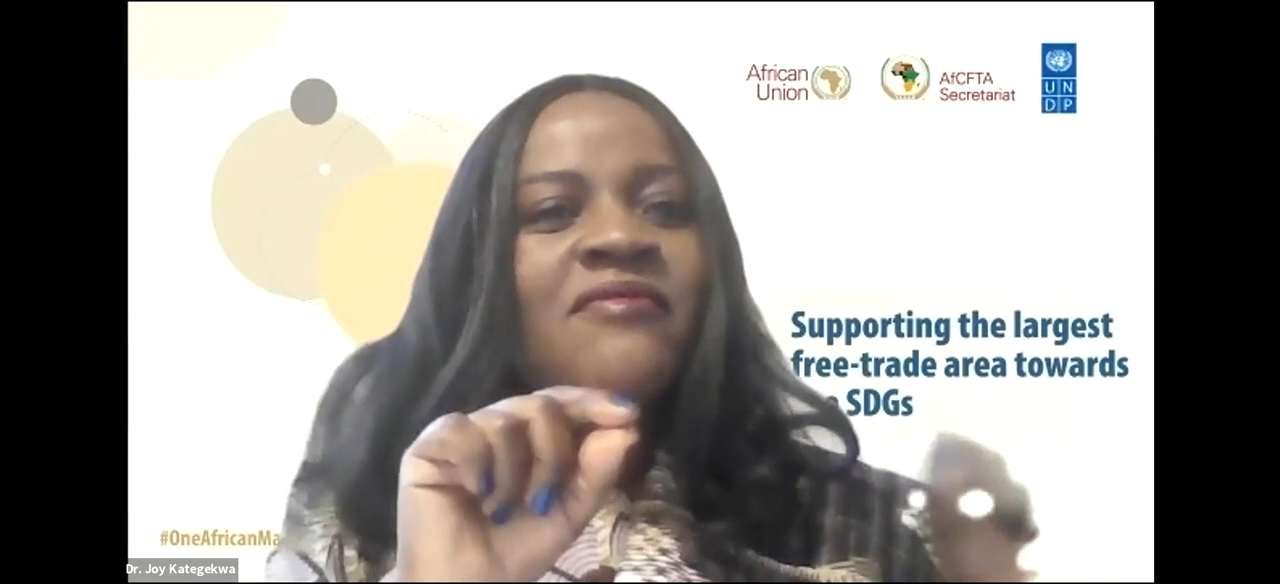 African
Union
AfCFTA
Secretariat
U N
D P
Supporting the largest
free-trade area towards
SDGs
#OneAfricanMa
Dr. Joy Kategekwa